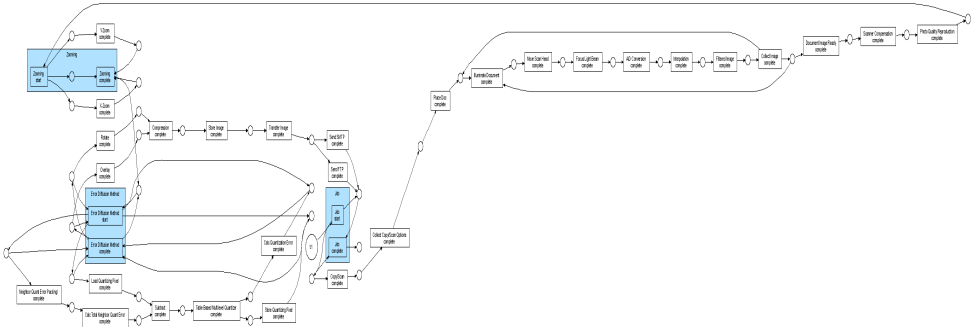 Y-Zoom
complete
Zooming
Zooming
start
Zooming
complete
X-Zoom
complete
Rotate
complete
Overlay
complete
Compression
complete
Store Image
complete
Transfer Image
complete
Send SMTP
complete
Send FTP
complete
Error Diffusion Method
Error Diffusion Method
start
Error Diffusion Method
complete
Job
Job
start
Job
complete
Copy/Scan
complete
Collect Copy/Scan Options
complete
Place Doc
complete
Illuminate Document
complete
Move Scan Head
complete
Focus Light Beam
complete
A/D Conversion
complete
Interpolation
complete
Filtered Image
complete
Collect Image
complete
Document Image Ready
complete
Scanner Compensation
complete
Photo Quality Reproduction
complete
Calc Quantization Error
complete
Load Quantizing Pixel
complete
Neighbor Quant Error Packing1
complete
Calc Total Neighbor Quant Error
complete
Subtract
complete
Table Based Multilevel Quantizer
complete
Store Quantizing Pixel
complete